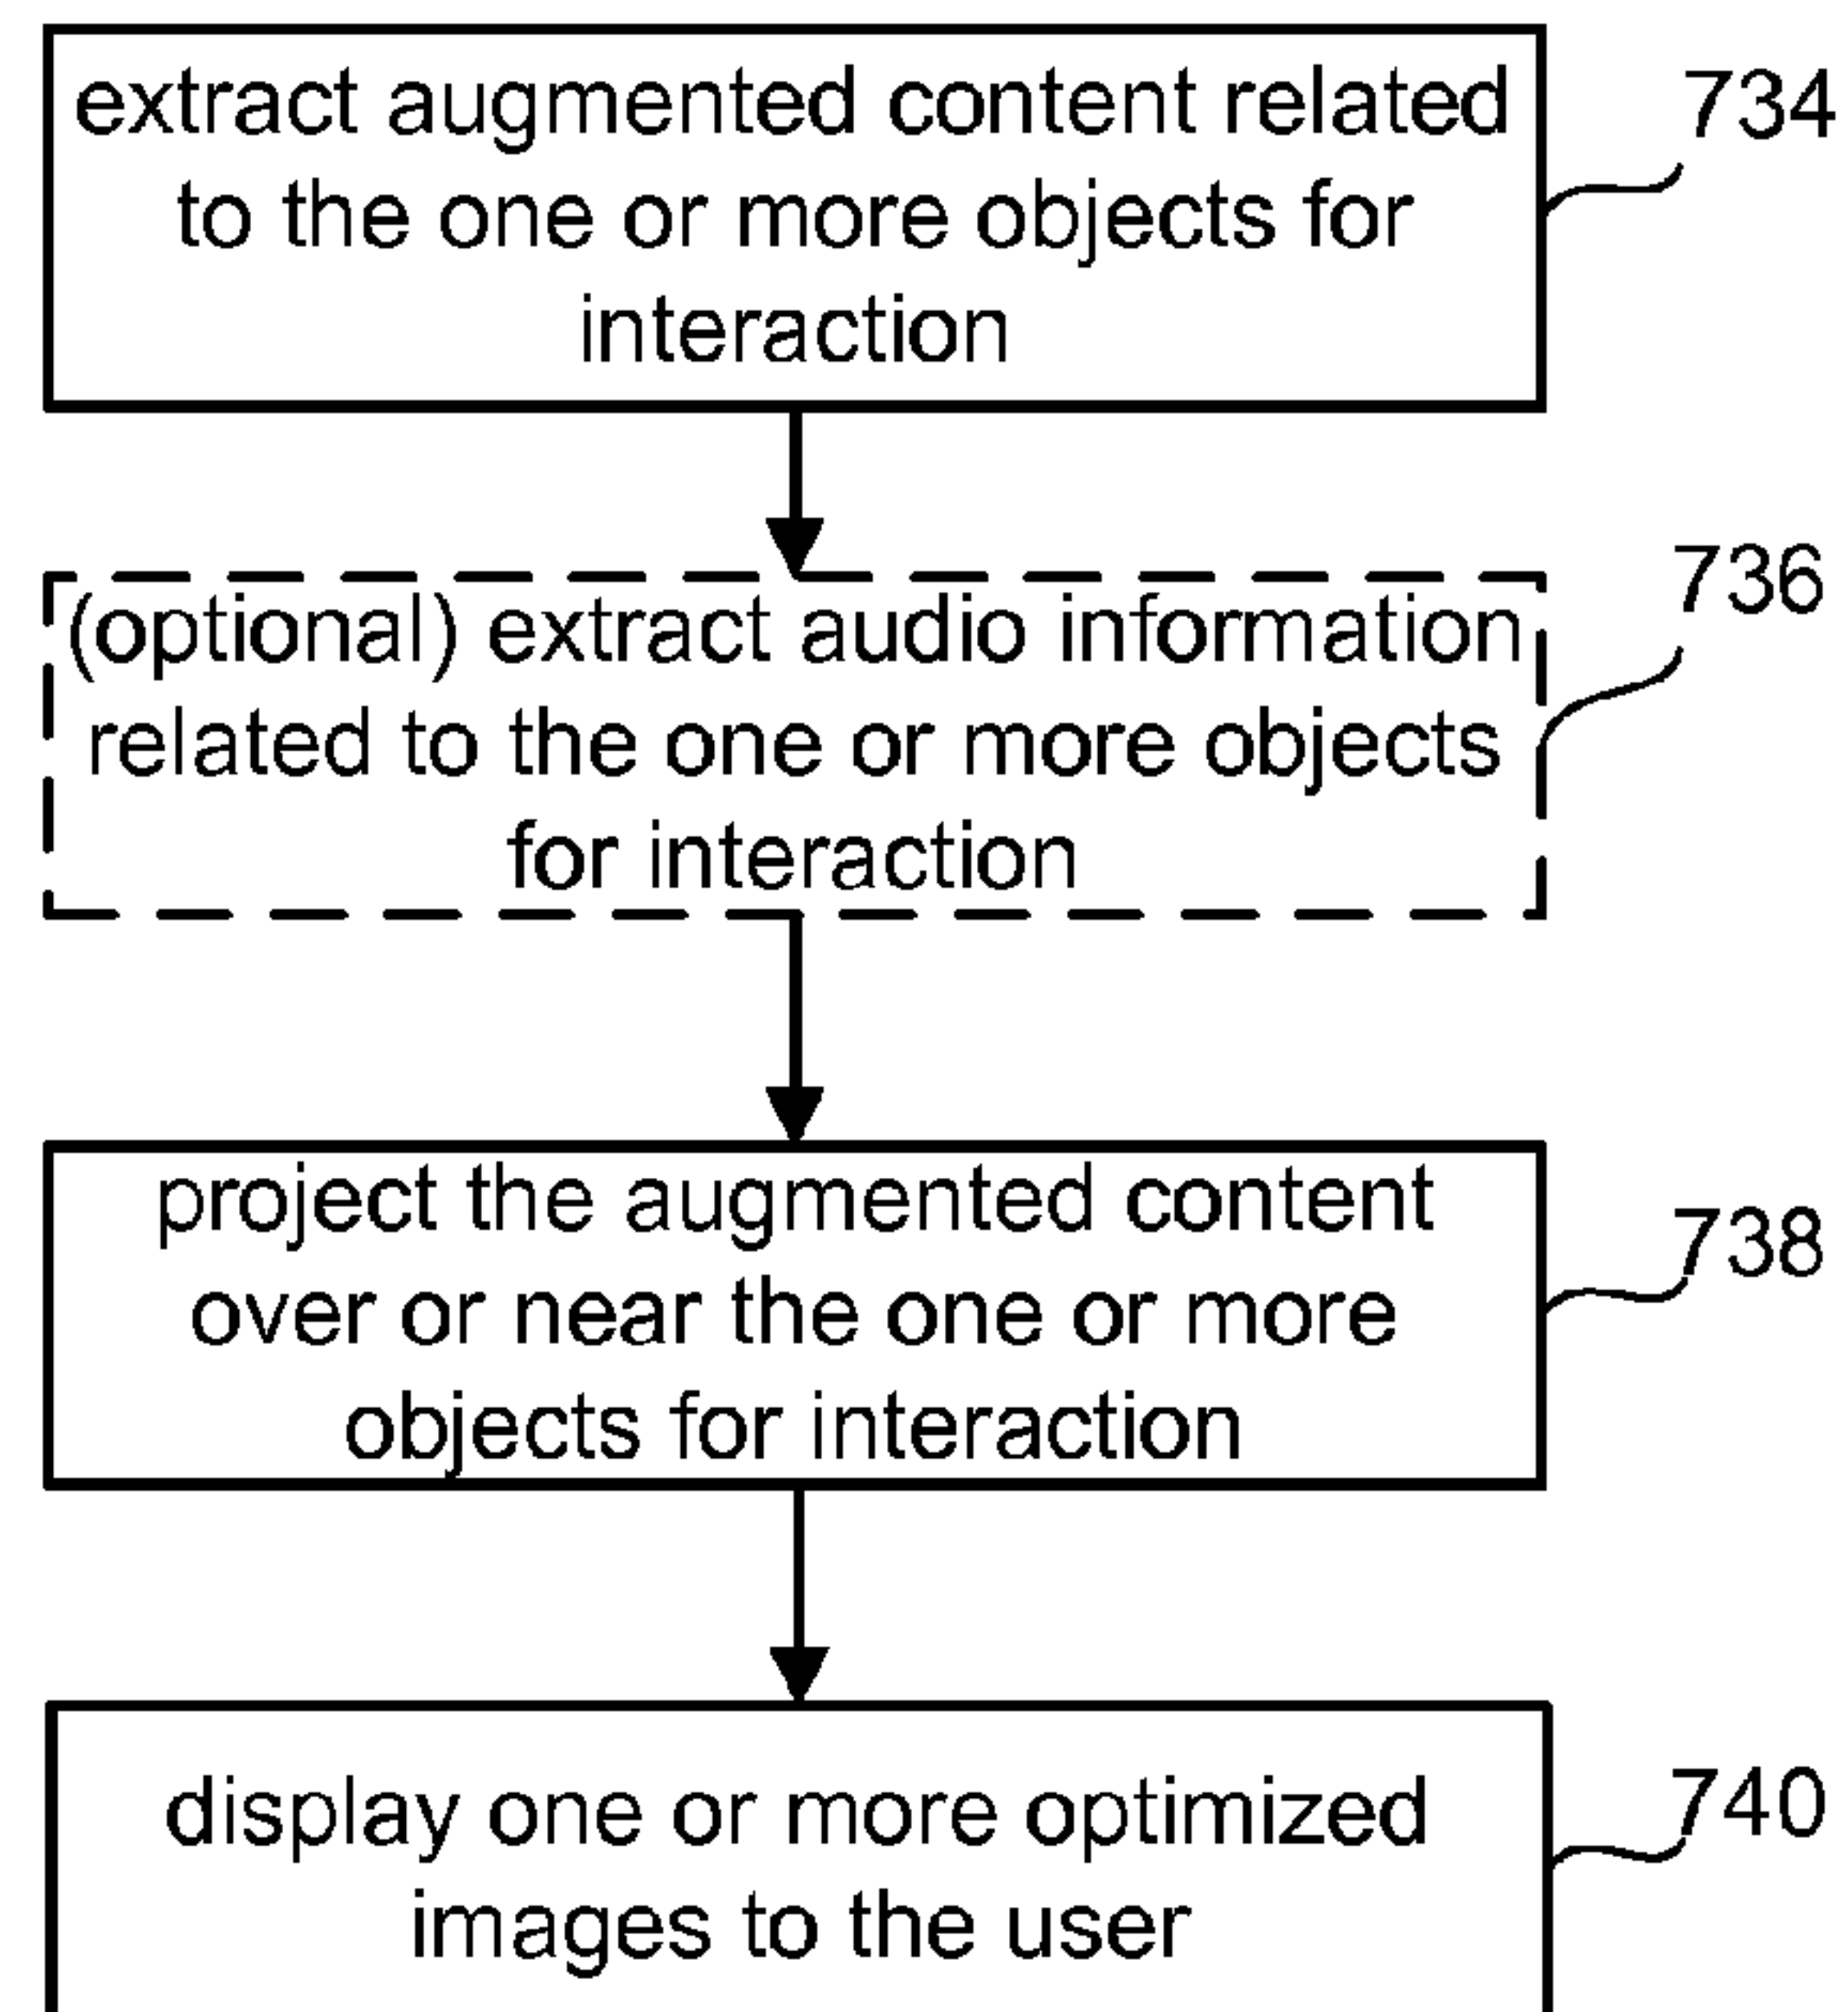 extract augmented content related
to the one or more objects for
interaction
734
(optional) extract audio information
related to the one or more objects
for interaction
736
project the augmented content
over or near the one or more
objects for interaction
738
display one or more optimized
images to the user
740